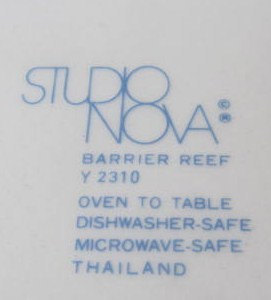 STUDIO
NOVA ©®
BARRIER REEF
Y 2310
OVEN TO TABLE
DISHWASHER-SAFE
MICROWAVE-SAFE
THAILAND